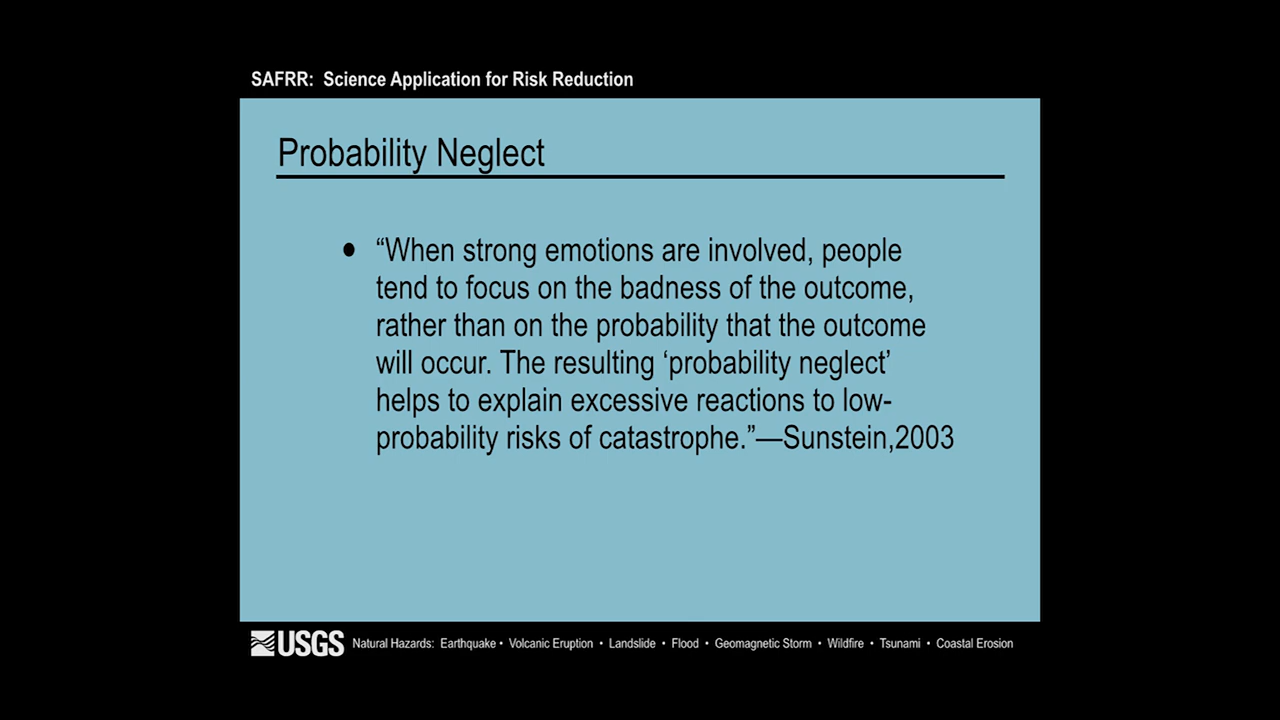 SAFRR: Science Application for Risk Reduction
Probability Neglect
• “When strong emotions are involved, people
tend to focus on the badness of the outcome,
rather than on the probability that the outcome
will occur. The resulting ‘probability neglect’
helps to explain excessive reactions to low-
probability risks of catastrophe.”—Sunstein,2003
USGS Natural Hazards: Earthquake • Volcanic Eruption • Landslide • Flood • Geomagnetic Storm • Wildfire • Tsunami • Coastal Erosion